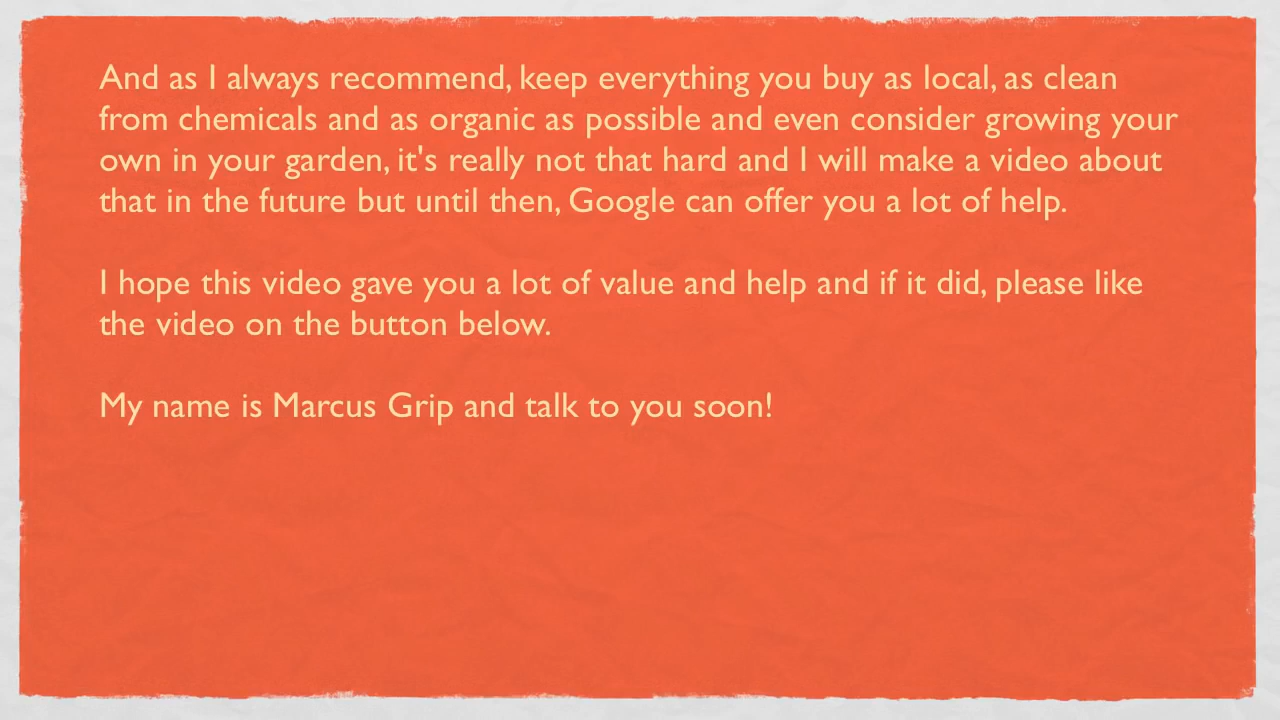 And as I always recommend, keep everything you buy as local, as clean
from chemicals and as organic as possible and even consider growing your
own in your garden, it's really not that hard and I will make a video about
that in the future but until then, Google can offer you a lot of help.
I hope this video gave you a lot of value and help and if it did, please like
the video on the button below.
My name is Marcus Grip and talk to you soon!